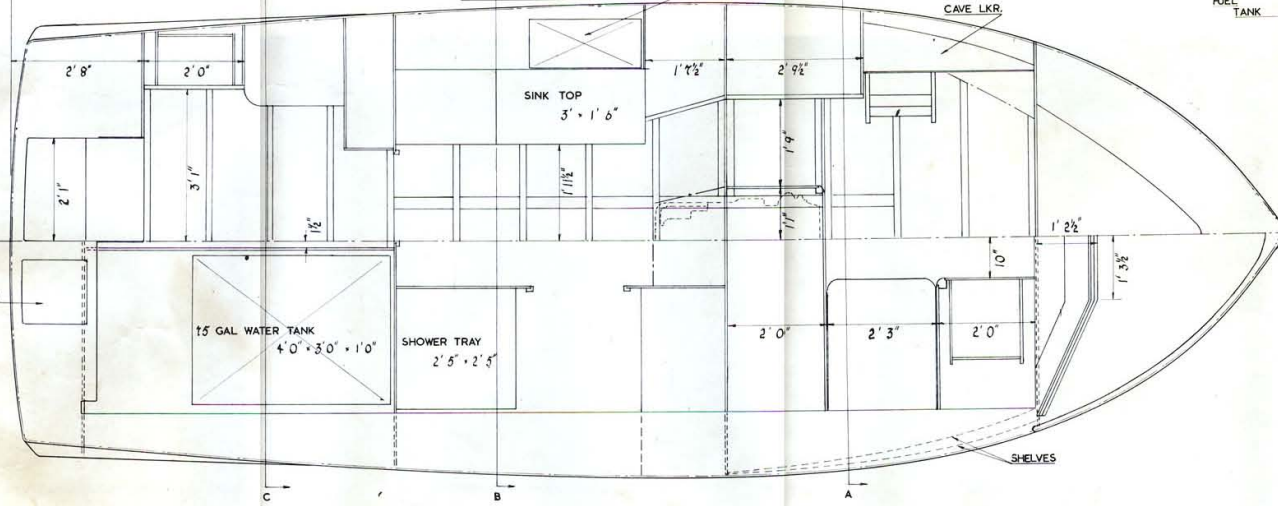 FUEL
TANK
CAVE LKR.
2' 8"
2' 0"
1' 7½"
2' 9½"
SINK TOP
3' × 1' 6"
2' 1"
3' 1"
1½"
1' 11½"
1' 9"
1' 1"
1' 2½"
1' 3½"
10"
75 GAL WATER TANK
4' 0" × 3' 0" × 1' 0"
SHOWER TRAY
2' 5" × 2' 5"
2' 0"
2' 3"
2' 0"
SHELVES
C
B
A